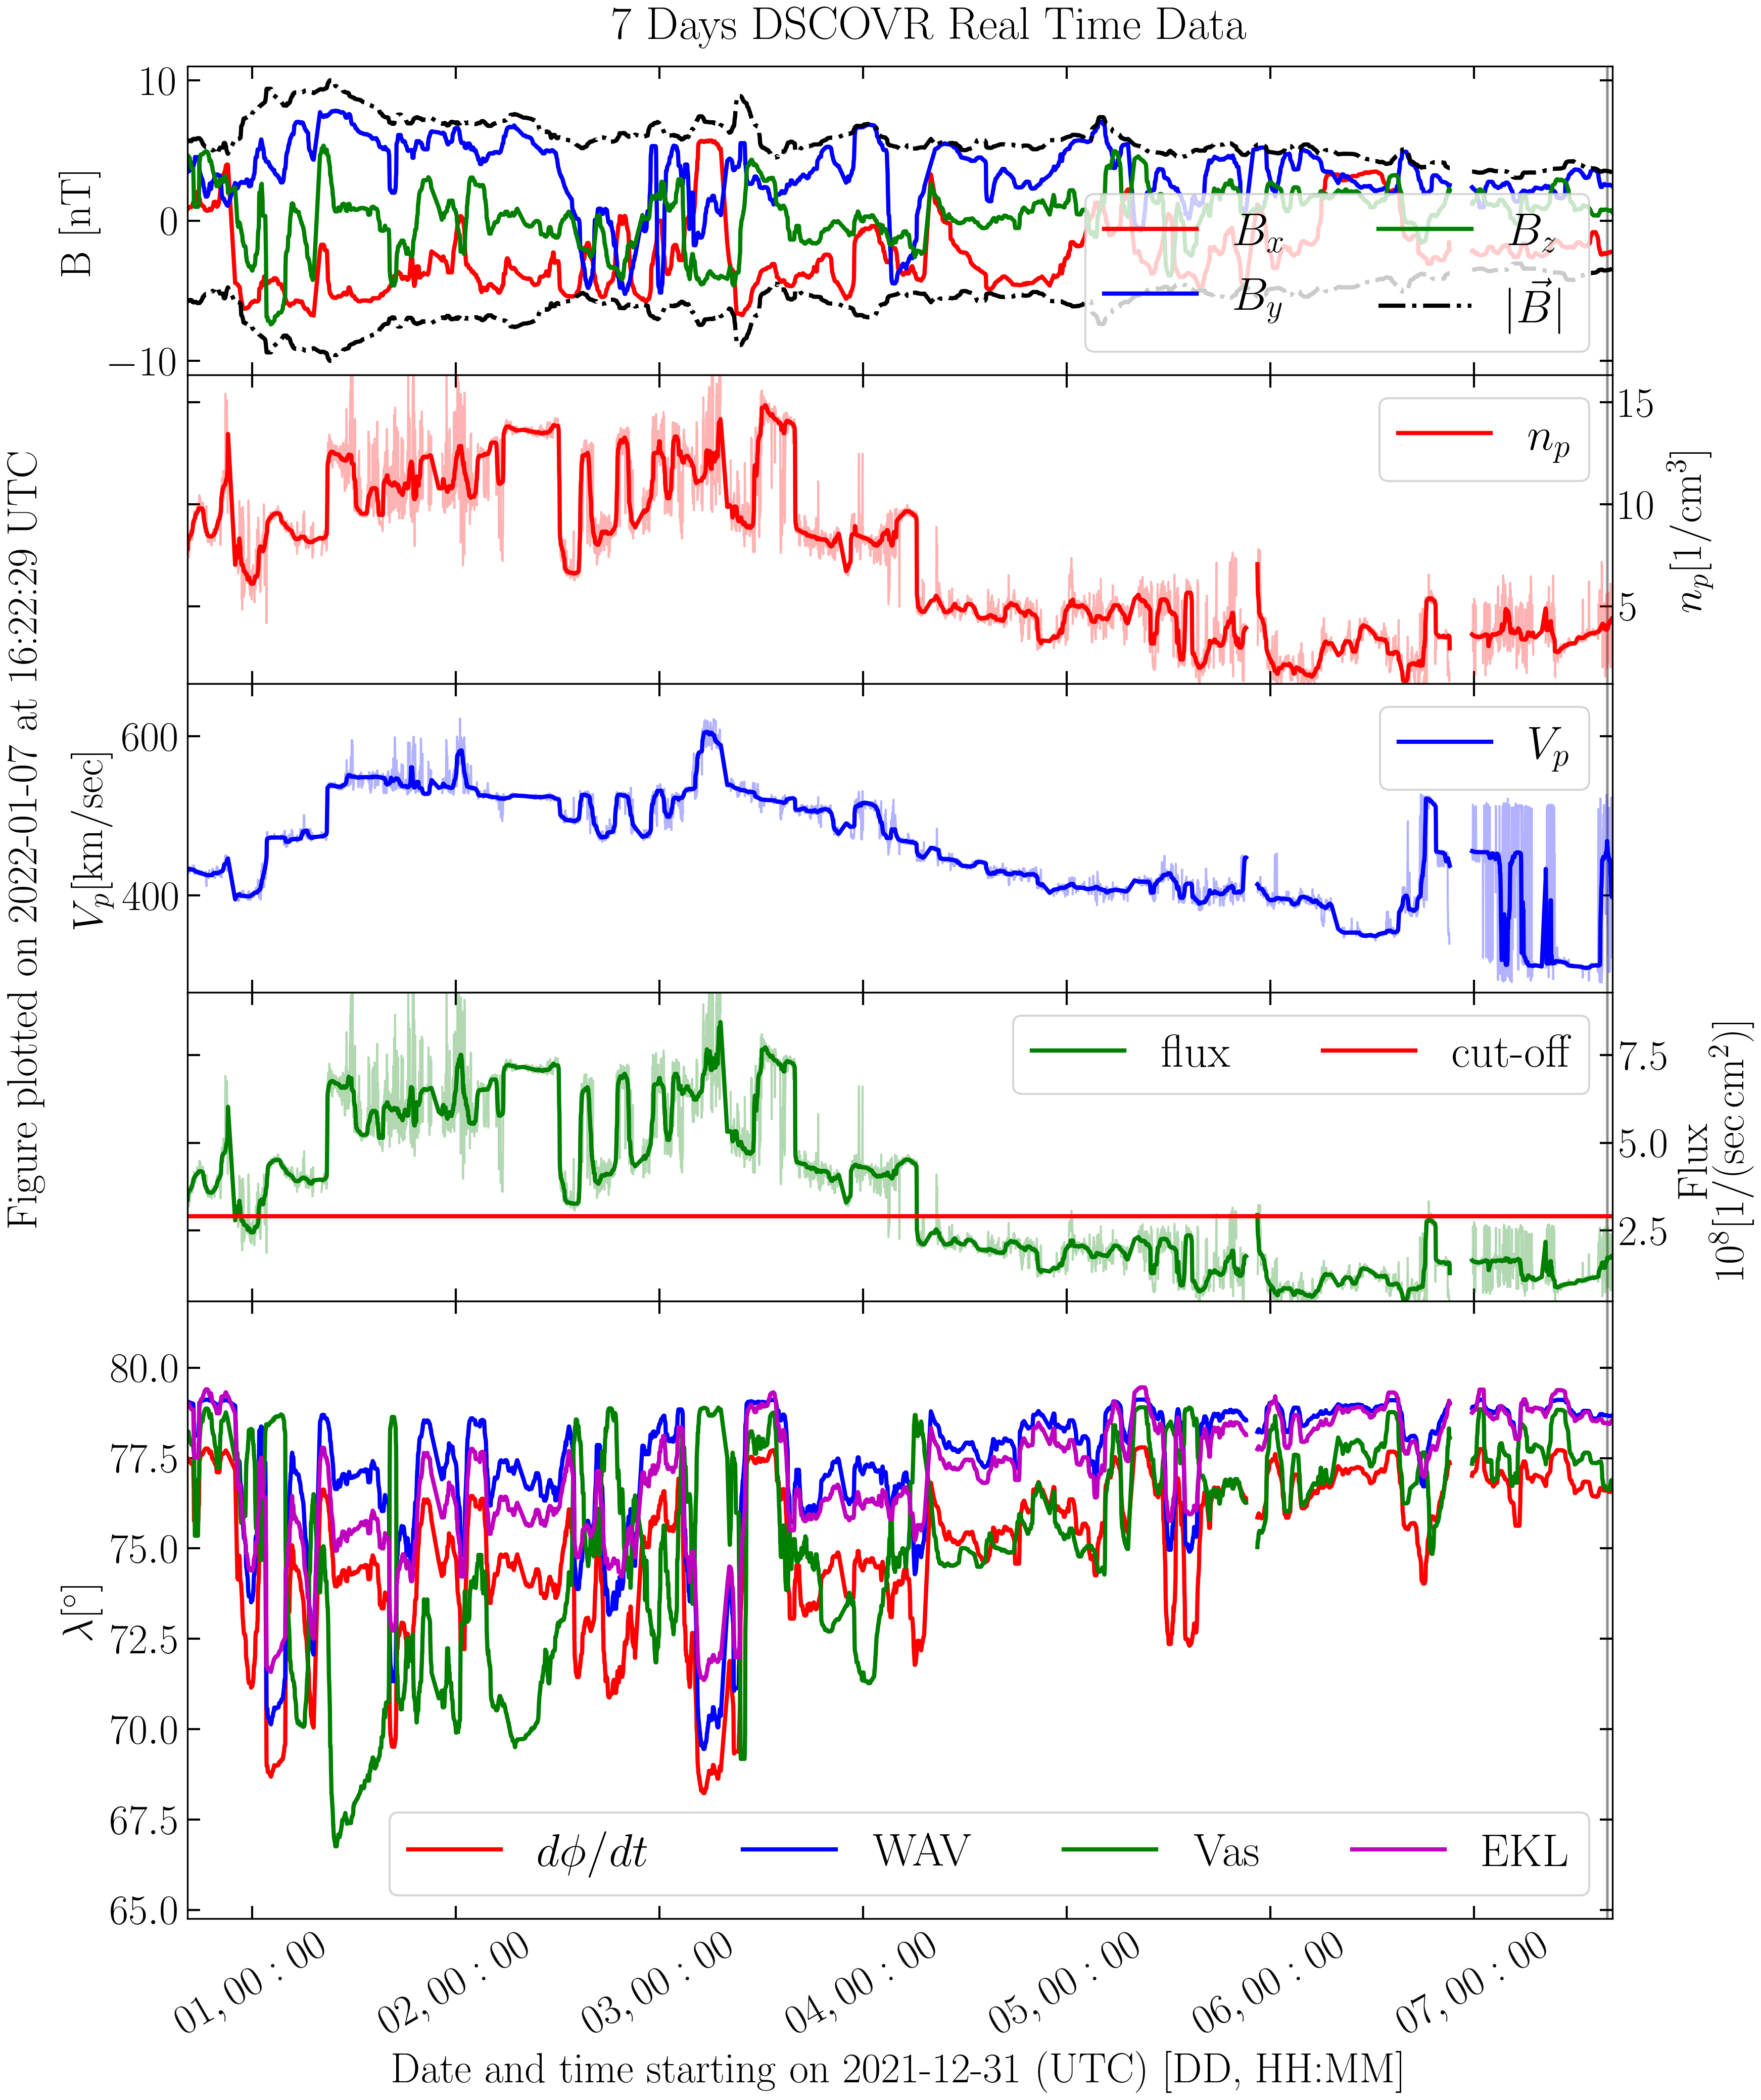 7 Days DSCOVR Real Time Data
Figure plotted on 2022-01-07 at 16:22:29 UTC
B [nT]
10
0
−10
B_x
B_y
B_z
|B⃗|
n_p
15
10
5
n_p[1/cm³]
V_p[km/sec]
600
400
V_p
flux
cut-off
7.5
5.0
2.5
Flux
10⁸[1/(sec cm²)]
λ[°]
80.0
77.5
75.0
72.5
70.0
67.5
65.0
dϕ/dt
WAV
Vas
EKL
01, 00 : 00
02, 00 : 00
03, 00 : 00
04, 00 : 00
05, 00 : 00
06, 00 : 00
07, 00 : 00
Date and time starting on 2021-12-31 (UTC) [DD, HH:MM]